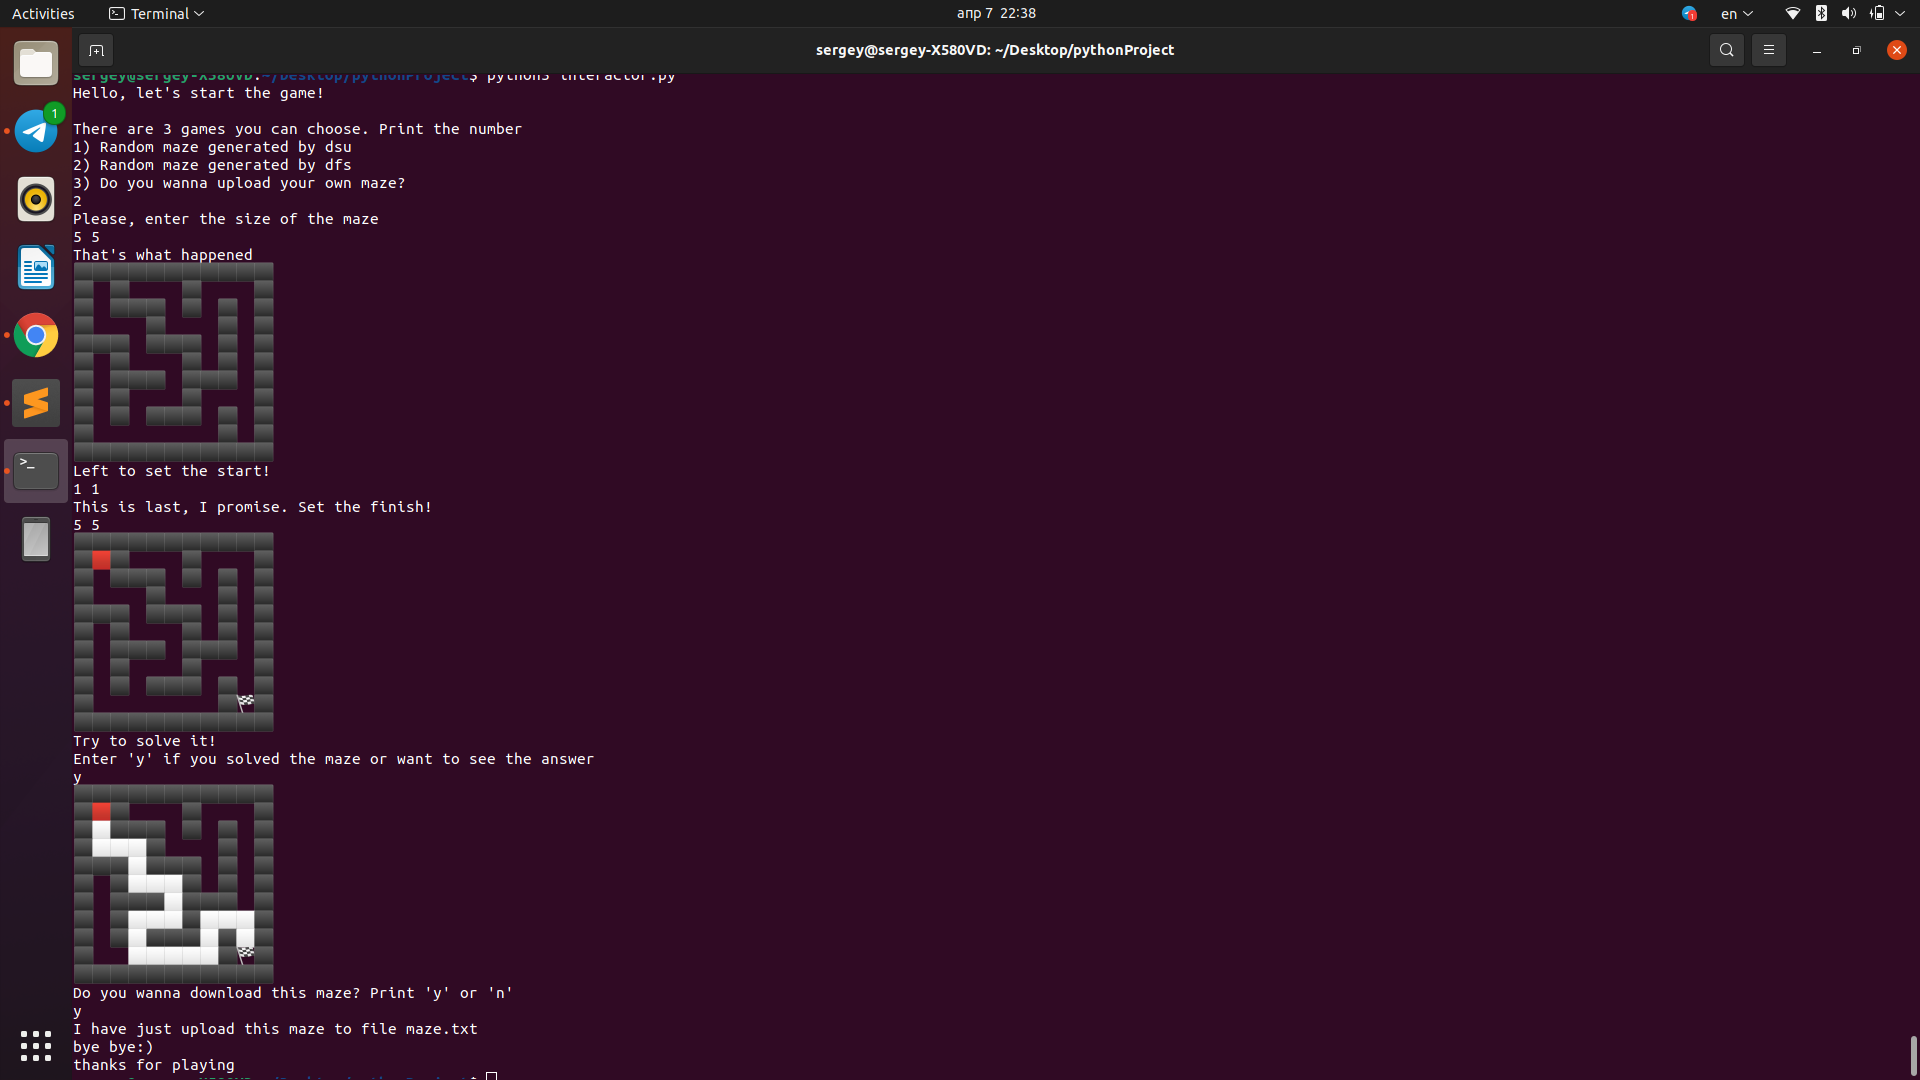 Activities
Terminal
апр 7 22:38
en
sergey@sergey-X580VD: ~/Desktop/pythonProject
1
sergey@sergey-X580VD:~/Desktop/pythonProject$ python3 interactor.py
Hello, let's start the game!
There are 3 games you can choose. Print the number
1) Random maze generated by dsu
2) Random maze generated by dfs
3) Do you wanna upload your own maze?
2
Please, enter the size of the maze
5 5
That's what happened
Left to set the start!
1 1
This is last, I promise. Set the finish!
5 5
Try to solve it!
Enter 'y' if you solved the maze or want to see the answer
y
Do you wanna download this maze? Print 'y' or 'n'
y
I have just upload this maze to file maze.txt
bye bye:)
thanks for playing